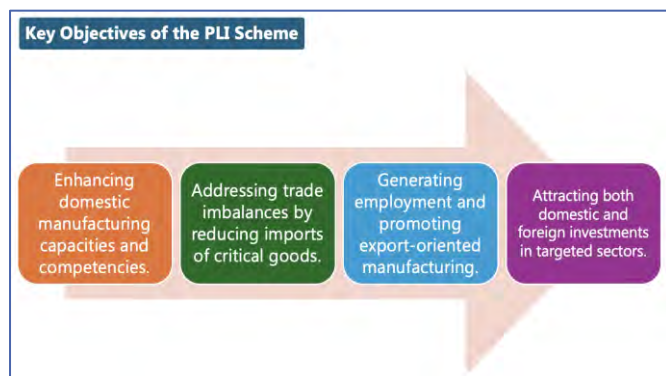 Key Objectives of the PLI Scheme
Enhancing
domestic
manufacturing
capacities and
competencies.
Addressing trade
imbalances by
reducing imports
of critical goods.
Generating
employment and
promoting
export-oriented
manufacturing.
Attracting both
domestic and
foreign investments
in targeted sectors.